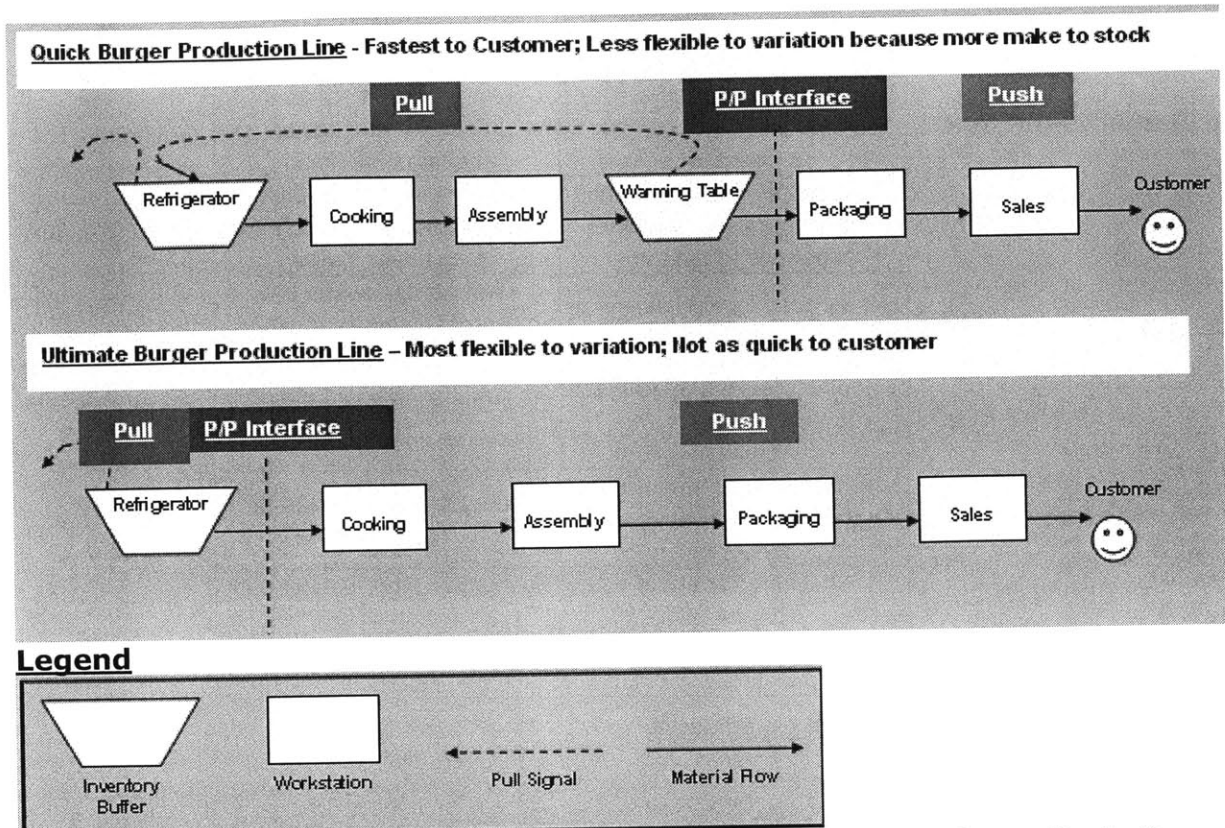 Quick Burger Production Line - Fastest to Customer; Less flexible to variation because more make to stock
Pull
P/P Interface
Push
Refrigerator
Cooking
Assembly
Warming Table
Packaging
Sales
Customer
Ultimate Burger Production Line – Most flexible to variation; Not as quick to customer
Pull
P/P Interface
Push
Refrigerator
Cooking
Assembly
Packaging
Sales
Customer
Legend
Inventory
Buffer
Workstation
Pull Signal
Material Flow